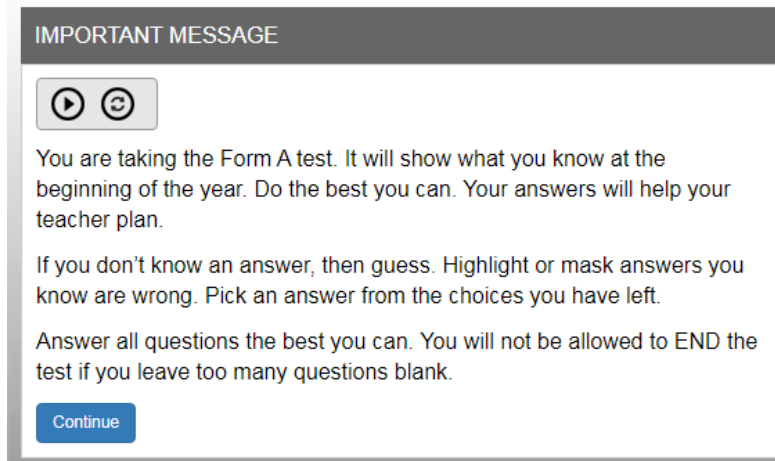 IMPORTANT MESSAGE
You are taking the Form A test. It will show what you know at the
beginning of the year. Do the best you can. Your answers will help your
teacher plan.
If you don’t know an answer, then guess. Highlight or mask answers you
know are wrong. Pick an answer from the choices you have left.
Answer all questions the best you can. You will not be allowed to END the
test if you leave too many questions blank.
Continue